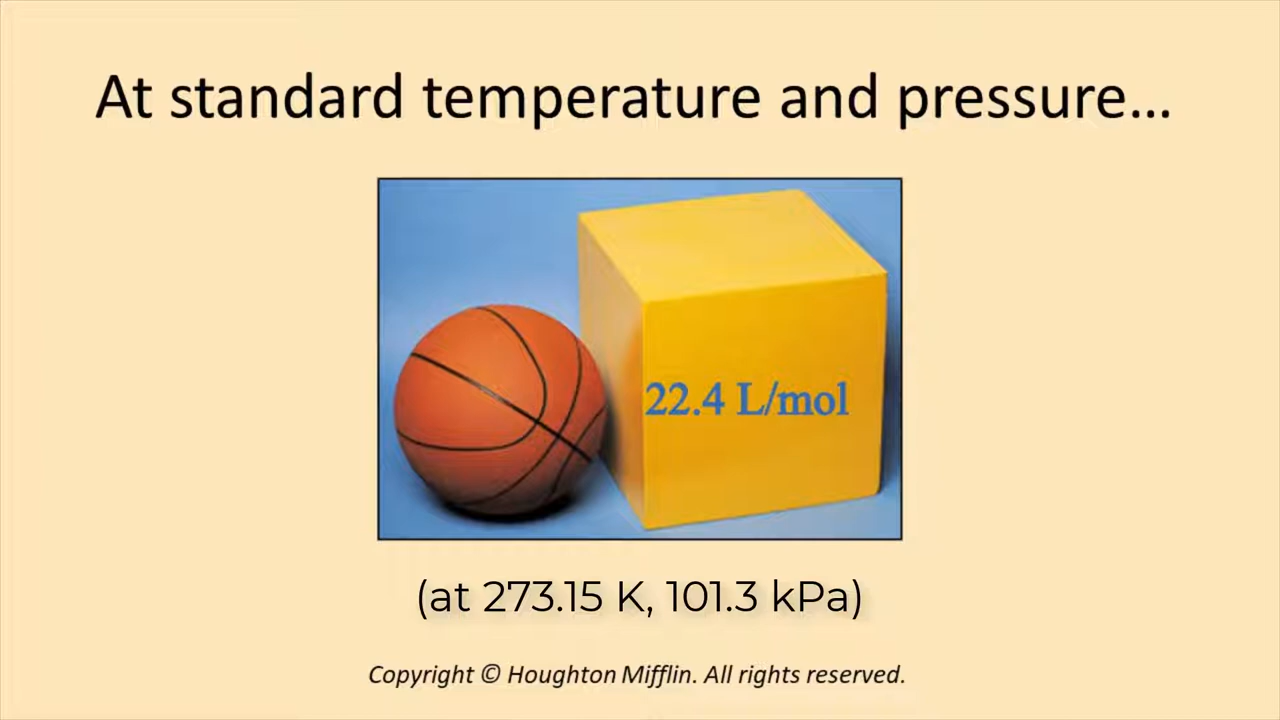 At standard temperature and pressure…
22.4 L/mol
(at 273.15 K, 101.3 kPa)
Copyright © Houghton Mifflin. All rights reserved.